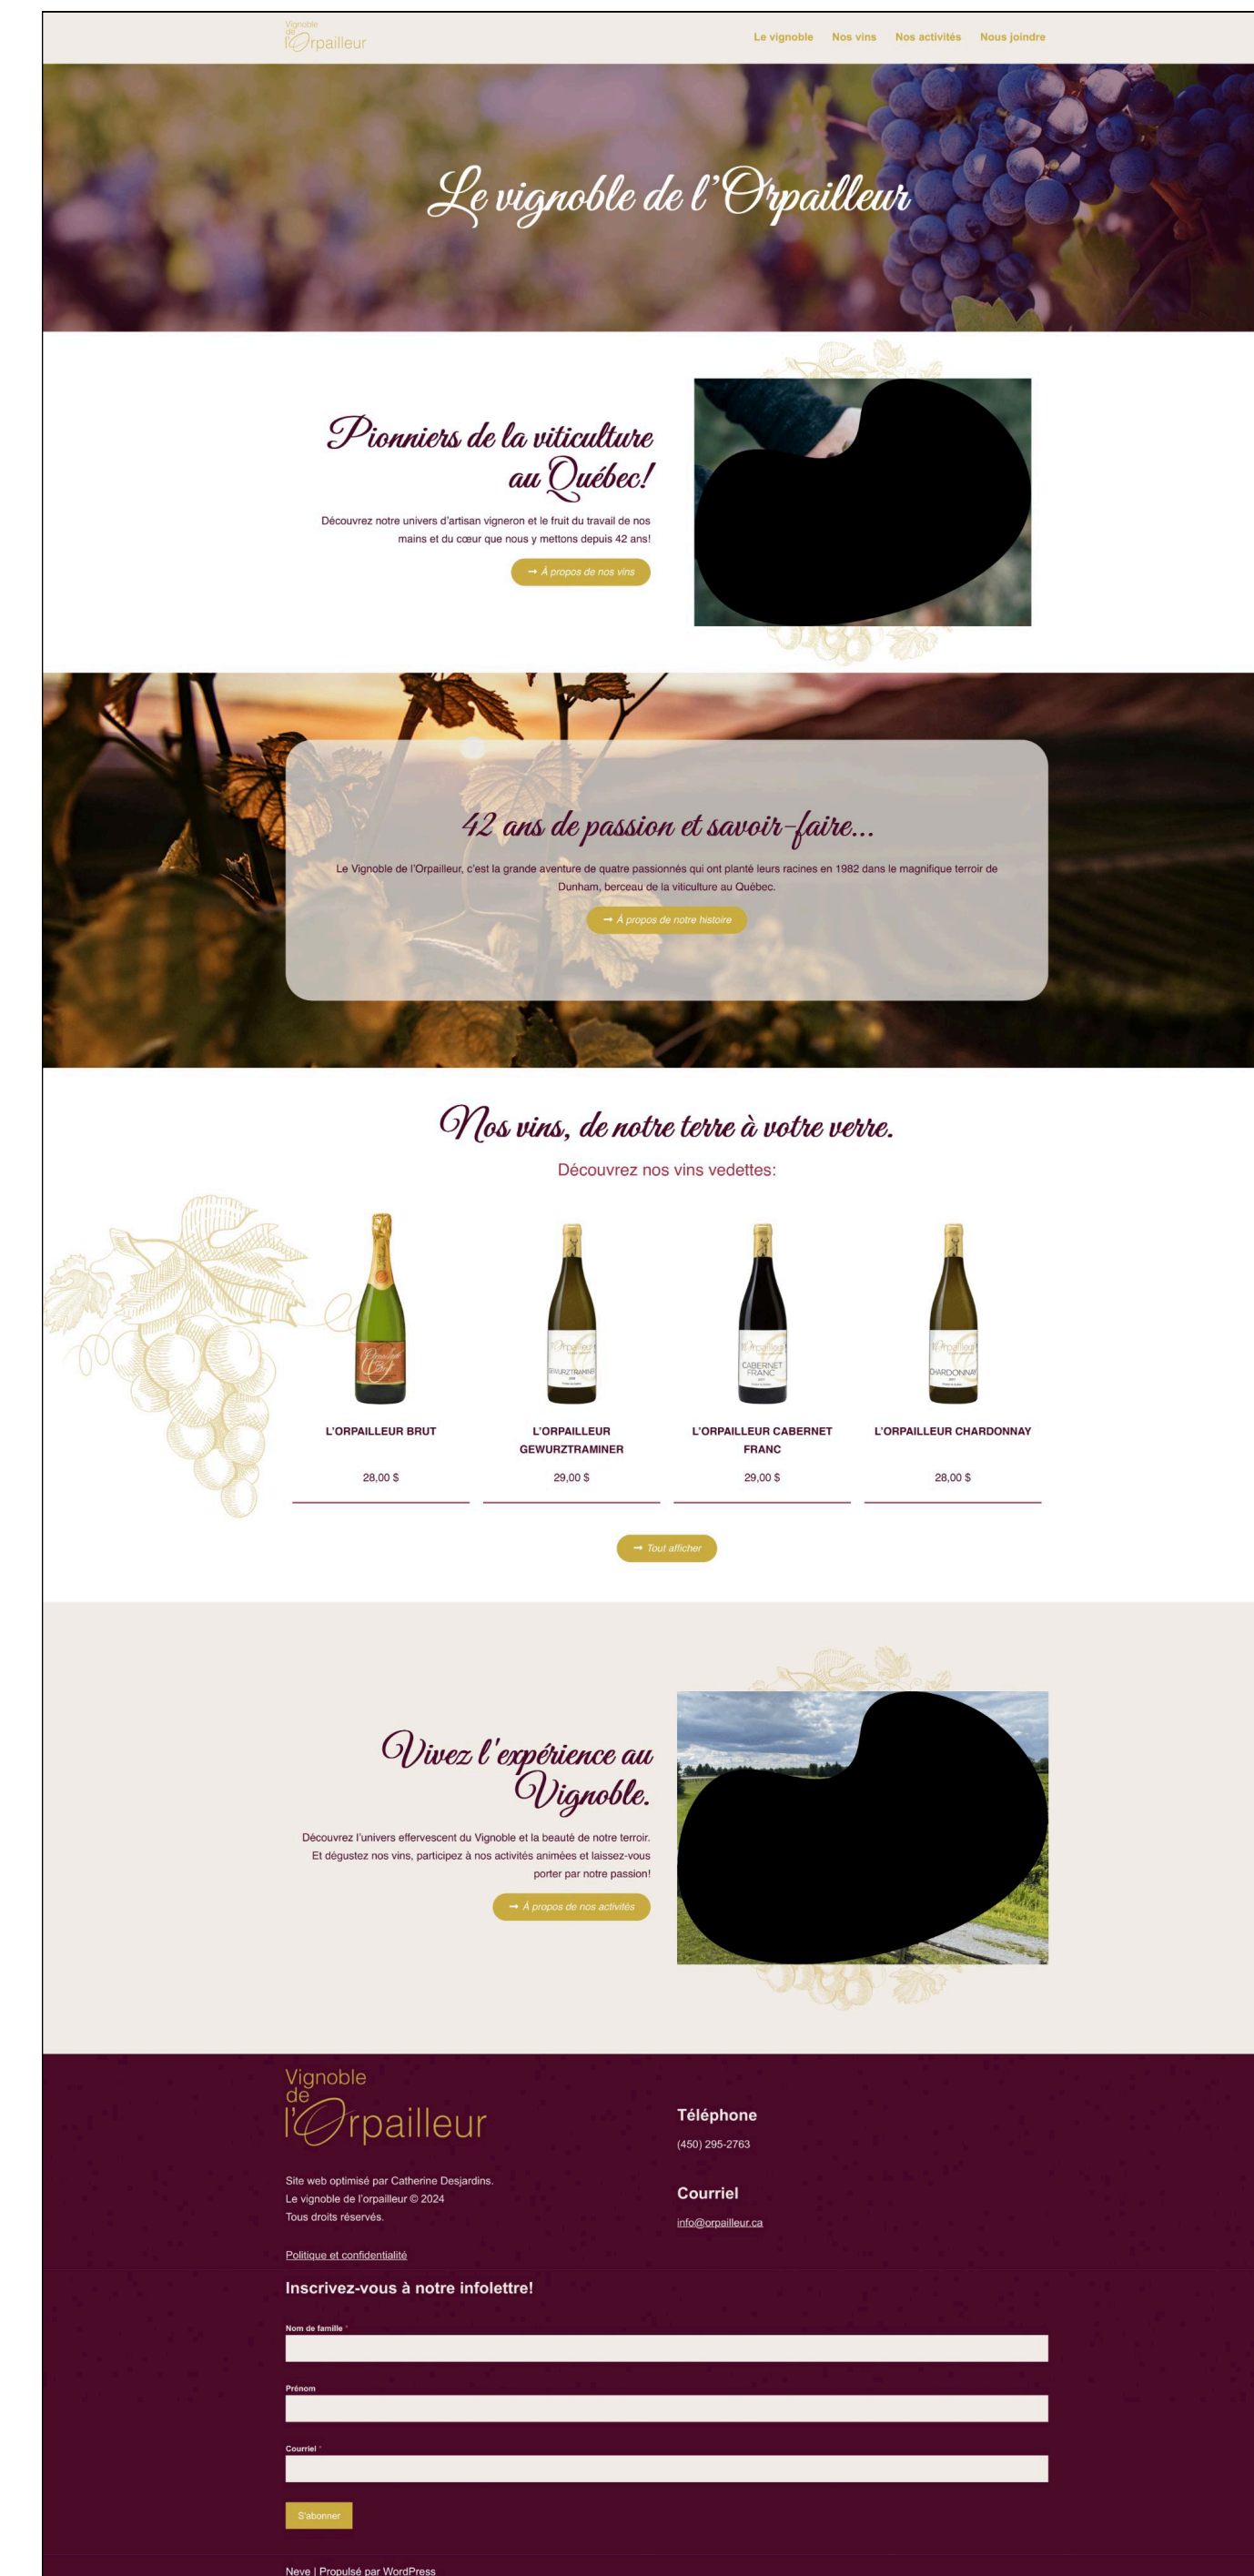 Vignoble
de
l'Orpailleur
Le vignoble Nos vins Nos activités Nous joindre
Le vignoble de l'Orpailleur
Pionniers de la viticulture
au Québec!
Découvrez notre univers d'artisan vigneron et le fruit du travail de nos
mains et du cœur que nous y mettons depuis 42 ans!
→ À propos de nos vins
42 ans de passion et savoir-faire...
Le Vignoble de l'Orpailleur, c'est la grande aventure de quatre passionnés qui ont planté leurs racines en 1982 dans le magnifique terroir de
Dunham, berceau de la viticulture au Québec.
→ À propos de notre histoire
Nos vins, de notre terre à votre verre.
Découvrez nos vins vedettes:
l'Orpailleur
Brut
l'Orpailleur
GEWURZTRAMINER
l'Orpailleur
CABERNET
FRANC
l'Orpailleur
CHARDONNAY
L'ORPAILLEUR BRUT
28,00 $
L'ORPAILLEUR
GEWURZTRAMINER
29,00 $
L'ORPAILLEUR CABERNET
FRANC
29,00 $
L'ORPAILLEUR CHARDONNAY
28,00 $
→ Tout afficher
Vivez l'expérience au
Vignoble.
Découvrez l'univers effervescent du Vignoble et la beauté de notre terroir.
Et dégustez nos vins, participez à nos activités animées et laissez-vous
porter par notre passion!
→ À propos de nos activités
Vignoble
de
l'Orpailleur
Site web optimisé par Catherine Desjardins.
Le vignoble de l'orpailleur © 2024
Tous droits réservés.
Politique et confidentialité
Téléphone
(450) 295-2763
Courriel
info@orpailleur.ca
Inscrivez-vous à notre infolettre!
Nom de famille *
Prénom
Courriel *
S'abonner
Neve | Propulsé par WordPress